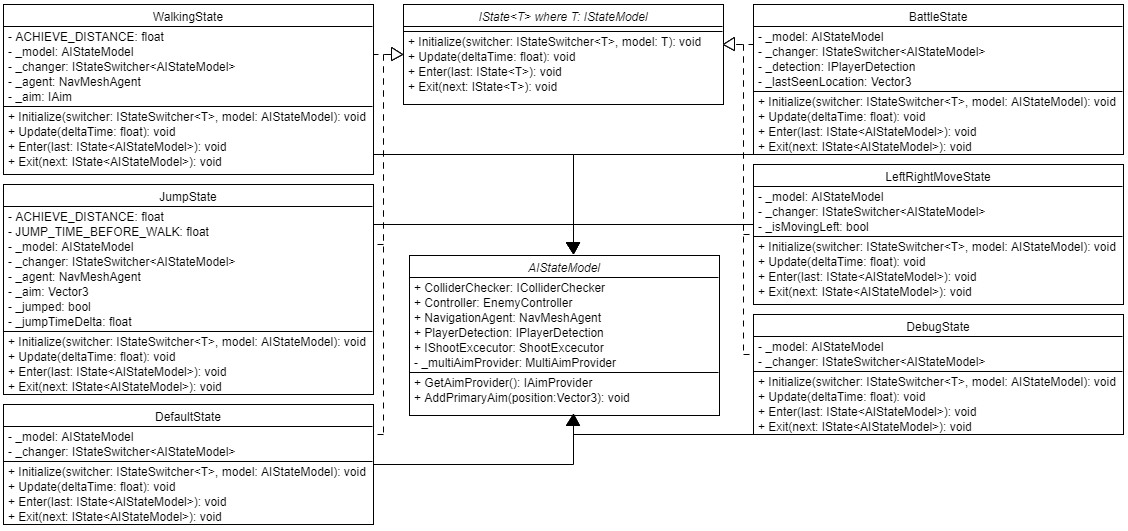 WalkingState
- ACHIEVE_DISTANCE: float
- _model: AIStateModel
- _changer: IStateSwitcher<AIStateModel>
- _agent: NavMeshAgent
- _aim: IAim
+ Initialize(switcher: IStateSwitcher<T>, model: AIStateModel): void
+ Update(deltaTime: float): void
+ Enter(last: IState<AIStateModel>): void
+ Exit(next: IState<AIStateModel>): void
JumpState
- ACHIEVE_DISTANCE: float
- JUMP_TIME_BEFORE_WALK: float
- _model: AIStateModel
- _changer: IStateSwitcher<AIStateModel>
- _agent: NavMeshAgent
- _aim: Vector3
- _jumped: bool
- _jumpTimeDelta: float
+ Initialize(switcher: IStateSwitcher<T>, model: AIStateModel): void
+ Update(deltaTime: float): void
+ Enter(last: IState<AIStateModel>): void
+ Exit(next: IState<AIStateModel>): void
DefaultState
- _model: AIStateModel
- _changer: IStateSwitcher<AIStateModel>
+ Initialize(switcher: IStateSwitcher<T>, model: AIStateModel): void
+ Update(deltaTime: float): void
+ Enter(last: IState<AIStateModel>): void
+ Exit(next: IState<AIStateModel>): void
IState<T> where T: IStateModel
+ Initialize(switcher: IStateSwitcher<T>, model: T): void
+ Update(deltaTime: float): void
+ Enter(last: IState<T>): void
+ Exit(next: IState<T>): void
AIStateModel
+ ColliderChecker: IColliderChecker
+ Controller: EnemyController
+ NavigationAgent: NavMeshAgent
+ PlayerDetection: IPlayerDetection
+ IShootExcecutor: ShootExcecutor
- _multiAimProvider: MultiAimProvider
+ GetAimProvider(): IAimProvider
+ AddPrimaryAim(position:Vector3): void
BattleState
- _model: AIStateModel
- _changer: IStateSwitcher<AIStateModel>
- _detection: IPlayerDetection
- _lastSeenLocation: Vector3
+ Initialize(switcher: IStateSwitcher<T>, model: AIStateModel): void
+ Update(deltaTime: float): void
+ Enter(last: IState<AIStateModel>): void
+ Exit(next: IState<AIStateModel>): void
LeftRightMoveState
- _model: AIStateModel
- _changer: IStateSwitcher<AIStateModel>
- _isMovingLeft: bool
+ Initialize(switcher: IStateSwitcher<T>, model: AIStateModel): void
+ Update(deltaTime: float): void
+ Enter(last: IState<AIStateModel>): void
+ Exit(next: IState<AIStateModel>): void
DebugState
- _model: AIStateModel
- _changer: IStateSwitcher<AIStateModel>
+ Initialize(switcher: IStateSwitcher<T>, model: AIStateModel): void
+ Update(deltaTime: float): void
+ Enter(last: IState<AIStateModel>): void
+ Exit(next: IState<AIStateModel>): void